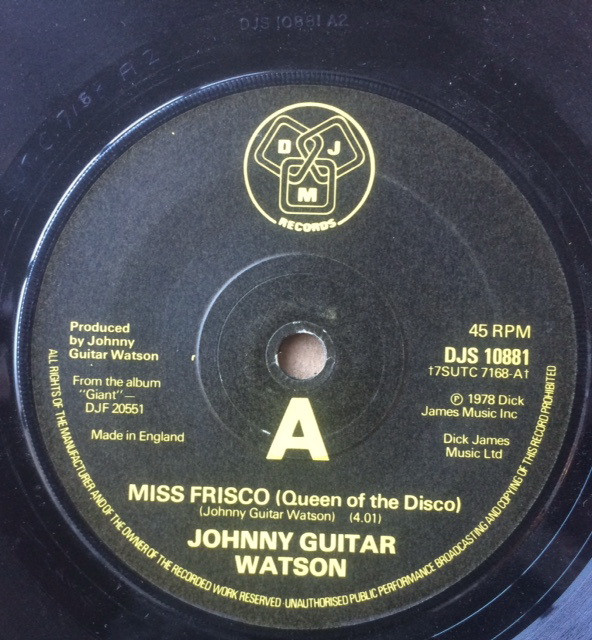 DJS 10881 A2
D J
M
RECORDS
Produced
by Johnny
Guitar Watson
From the album
"Giant"—
DJF 20551
Made in England
45 RPM
DJS 10881
†7SUTC 7168·A†
℗ 1978 Dick
James Music Inc
Dick James
Music Ltd
A
MISS FRISCO (Queen of the Disco)
(Johnny Guitar Watson) (4.01)
JOHNNY GUITAR
WATSON
ALL RIGHTS OF THE MANUFACTURER AND OF THE OWNER OF THE RECORDED WORK RESERVED·UNAUTHORISED PUBLIC PERFORMANCE BROADCASTING AND COPYING OF THIS RECORD PROHIBITED